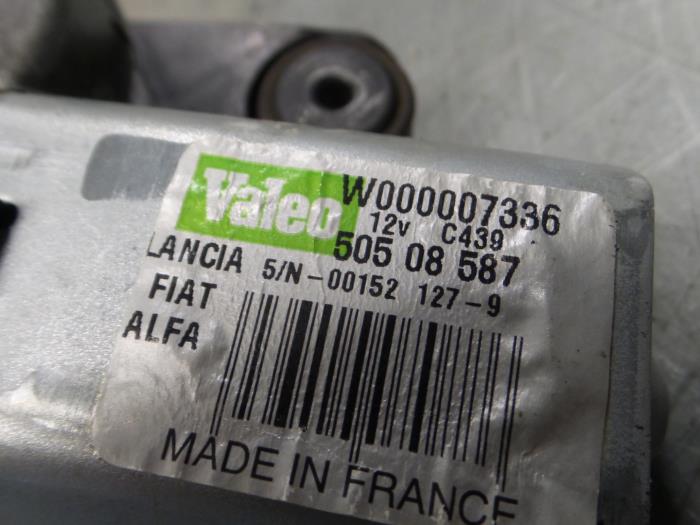 Valeo W000007336
12v C439
505 08 587
LANCIA S/N-00152 127-9
FIAT
ALFA
MADE IN FRANCE